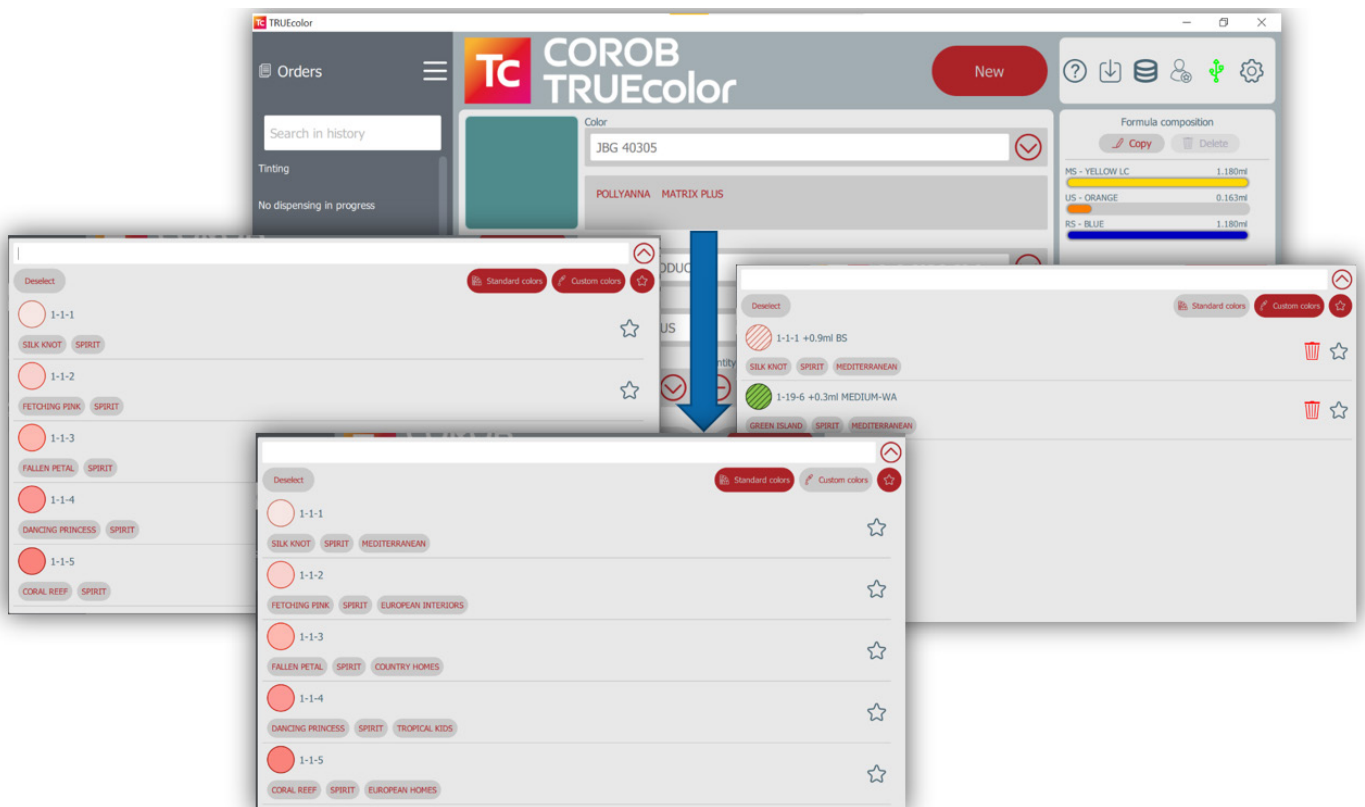 TC TRUEcolor
Orders
Search in history
Tinting
No dispensing in progress
Tc COROB
TRUEcolor
New
Color
JBG 40305
POLLYANNA MATRIX PLUS
Formula composition
Copy Delete
MS - YELLOW LC 1.180ml
US - ORANGE 0.163ml
RS - BLUE 1.180ml
Deselect Standard colors Custom colors
1-1-1
SILK KNOT SPIRIT
1-1-2
FETCHING PINK SPIRIT
1-1-3
FALLEN PETAL SPIRIT
1-1-4
DANCING PRINCESS SPIRIT
1-1-5
CORAL REEF SPIRIT
Deselect Standard colors Custom colors
1-1-1 +0.9ml BS
SILK KNOT SPIRIT MEDITERRANEAN
1-19-6 +0.3ml MEDIUM-WA
GREEN ISLAND SPIRIT MEDITERRANEAN
Deselect Standard colors Custom colors
1-1-1
SILK KNOT SPIRIT MEDITERRANEAN
1-1-2
FETCHING PINK SPIRIT EUROPEAN INTERIORS
1-1-3
FALLEN PETAL SPIRIT COUNTRY HOMES
1-1-4
DANCING PRINCESS SPIRIT TROPICAL KIDS
1-1-5
CORAL REEF SPIRIT EUROPEAN HOMES